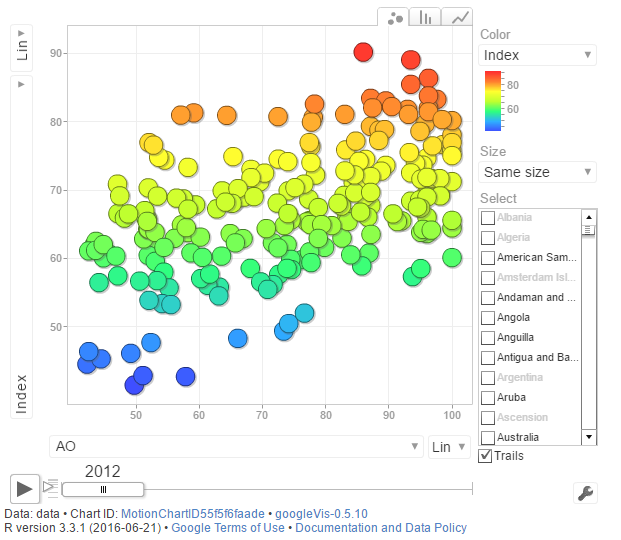 Color
Index
80
60
Size
Same size
Select
Albania
Algeria
American Sam...
Amsterdam Isl...
Andaman and ...
Angola
Anguilla
Antigua and Ba...
Argentina
Aruba
Ascension
Australia
Trails
Lin
Index
90
80
70
60
50
50
60
70
80
90
100
AO
Lin
2012
Data: data • Chart ID: MotionChartID55f5f6faade • googleVis-0.5.10
R version 3.3.1 (2016-06-21) • Google Terms of Use • Documentation and Data Policy